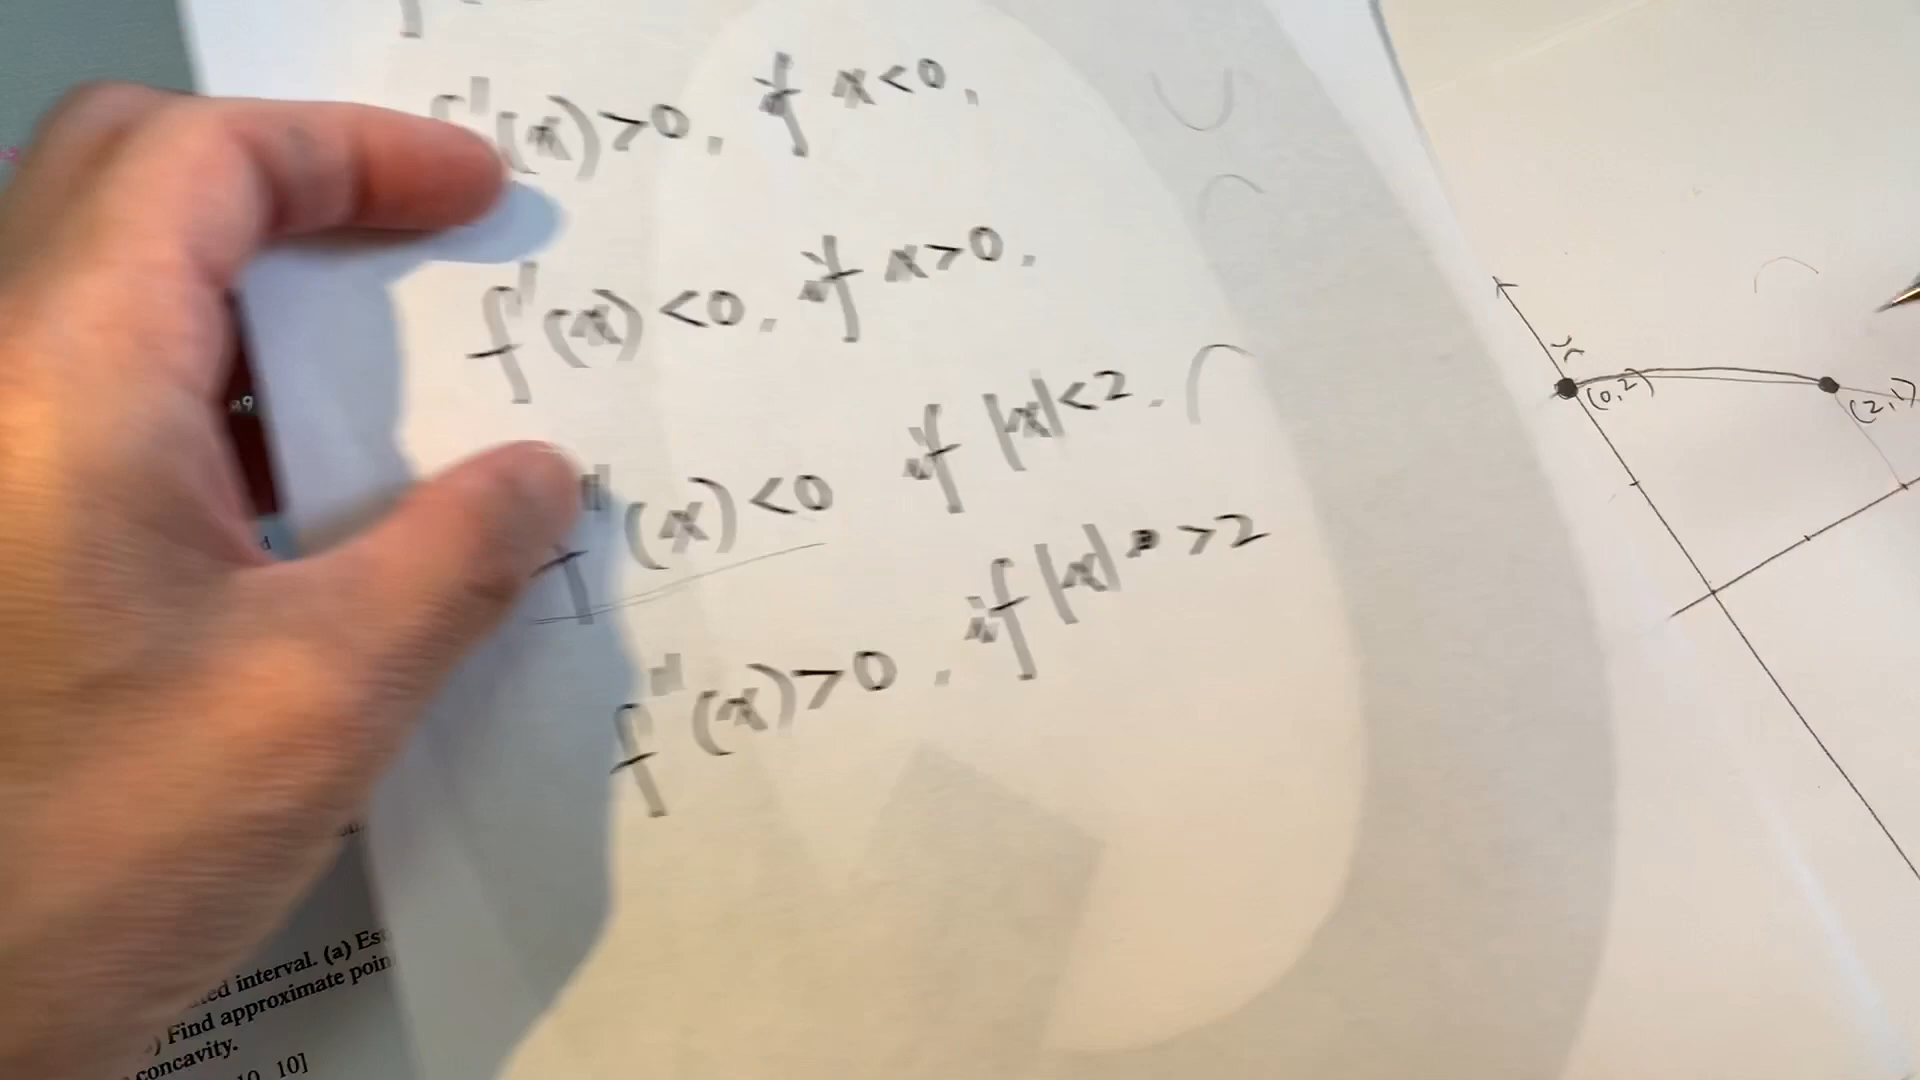 f'(x)>0, if x<0,
f'(x)<0, if x>0,
f"(x)<0 if |x|<2.
f"(x)>0, if |x| >2
(0,2)
(2,1)
interval. (a) Es
) Find approximate poin
concavity.
10]